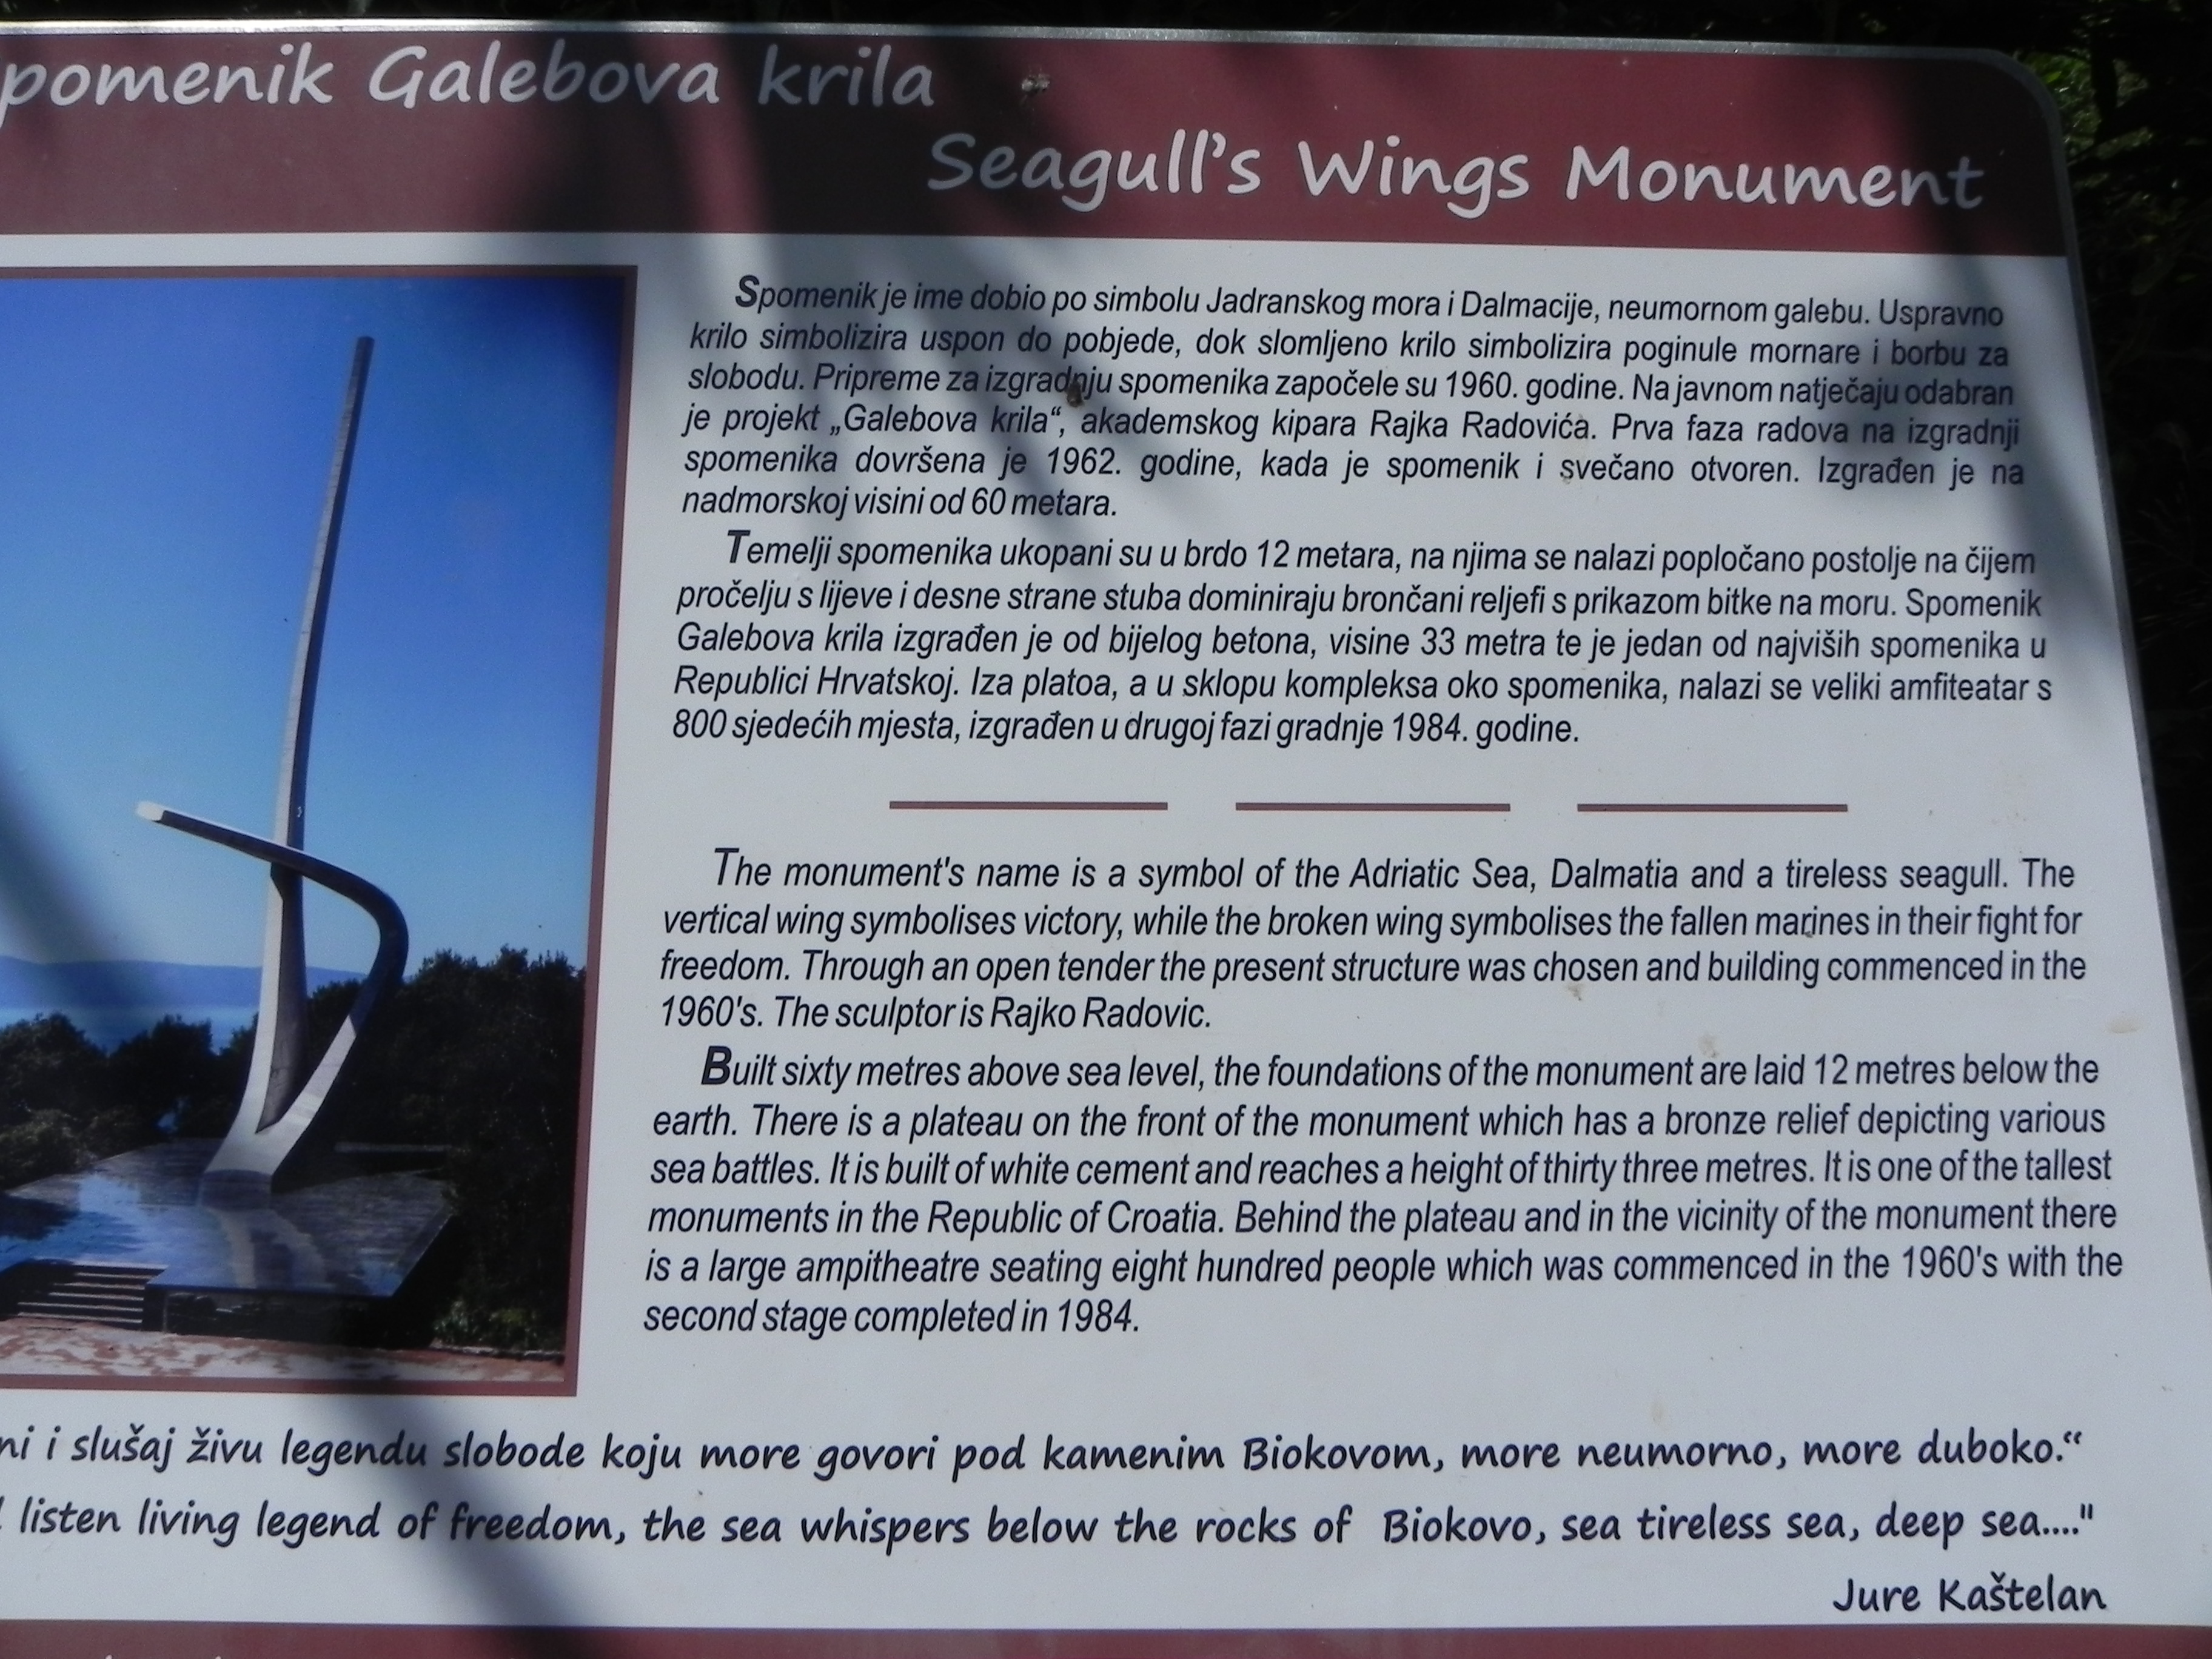 pomenik Galebova krila
Seagull's Wings Monument
Spomenik je ime dobio po simbolu Jadranskog mora i Dalmacije, neumornom galebu. Uspravno
krilo simbolizira uspon do pobjede, dok slomljeno krilo simbolizira poginule mornare i borbu za
slobodu. Pripreme za izgradnju spomenika započele su 1960. godine. Na javnom natječaju odabran
je projekt „Galebova krila“, akademskog kipara Rajka Radovića. Prva faza radova na izgradnji
spomenika dovršena je 1962. godine, kada je spomenik i svečano otvoren. Izgrađen je na
nadmorskoj visini od 60 metara.
Temelji spomenika ukopani su u brdo 12 metara, na njima se nalazi popločano postolje na čijem
pročelju s lijeve i desne strane stuba dominiraju brončani reljefi s prikazom bitke na moru. Spomenik
Galebova krila izgrađen je od bijelog betona, visine 33 metra te je jedan od najviših spomenika u
Republici Hrvatskoj. Iza platoa, a u sklopu kompleksa oko spomenika, nalazi se veliki amfiteatar s
800 sjedećih mjesta, izgrađen u drugoj fazi gradnje 1984. godine.
The monument's name is a symbol of the Adriatic Sea, Dalmatia and a tireless seagull. The
vertical wing symbolises victory, while the broken wing symbolises the fallen marines in their fight for
freedom. Through an open tender the present structure was chosen and building commenced in the
1960's. The sculptor is Rajko Radovic.
Built sixty metres above sea level, the foundations of the monument are laid 12 metres below the
earth. There is a plateau on the front of the monument which has a bronze relief depicting various
sea battles. It is built of white cement and reaches a height of thirty three metres. It is one of the tallest
monuments in the Republic of Croatia. Behind the plateau and in the vicinity of the monument there
is a large ampitheatre seating eight hundred people which was commenced in the 1960's with the
second stage completed in 1984.
ni i slušaj živu legendu slobode koju more govori pod kamenim Biokovom, more neumorno, more duboko.“
listen living legend of freedom, the sea whispers below the rocks of Biokovo, sea tireless sea, deep sea...."
Jure Kaštelan